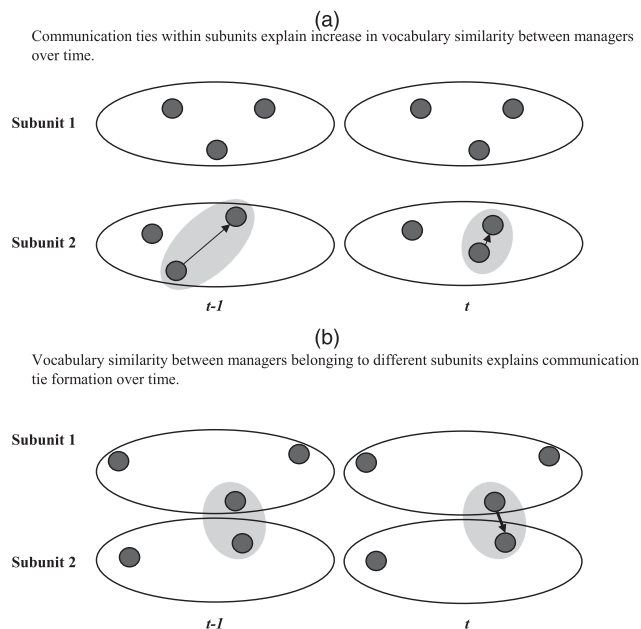 (a)
Communication ties within subunits explain increase in vocabulary similarity between managers
over time.
Subunit 1
Subunit 2
t-1
t
(b)
Vocabulary similarity between managers belonging to different subunits explains communication
tie formation over time.
Subunit 1
Subunit 2
t-1
t